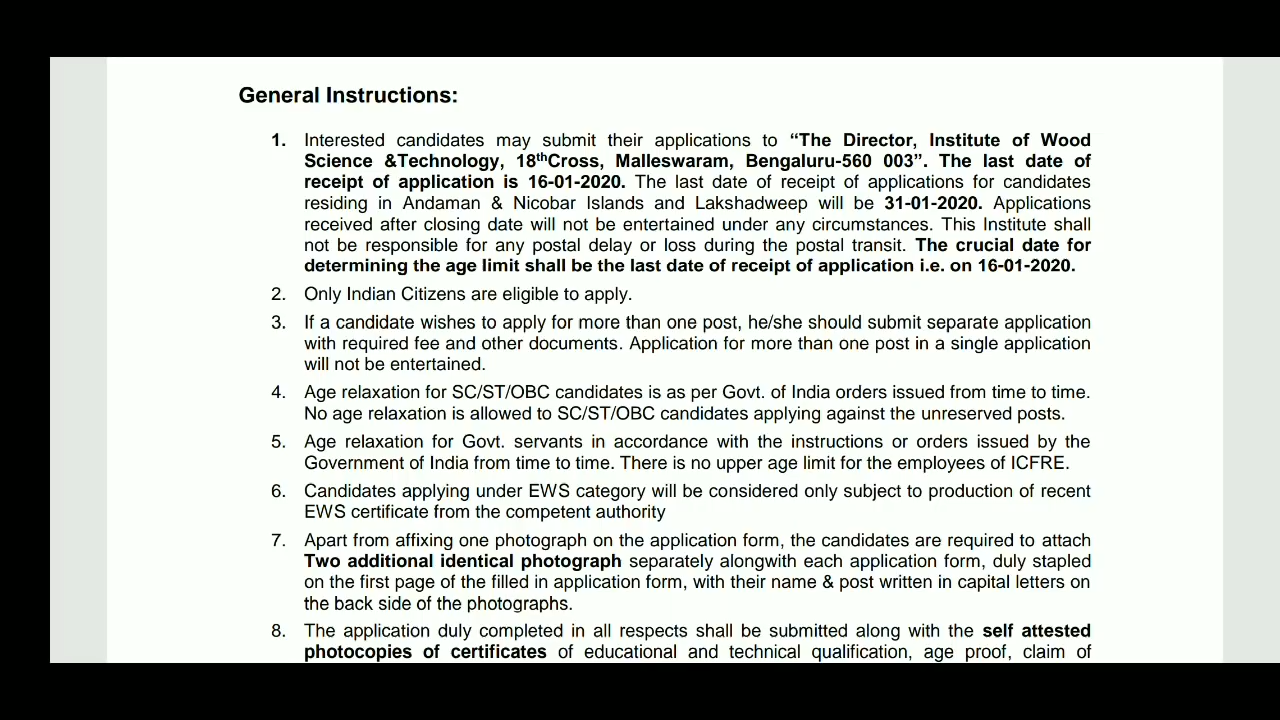 General Instructions:
1. Interested candidates may submit their applications to “The Director, Institute of Wood
Science &Technology, 18thCross, Malleswaram, Bengaluru-560 003”. The last date of
receipt of application is 16-01-2020. The last date of receipt of applications for candidates
residing in Andaman & Nicobar Islands and Lakshadweep will be 31-01-2020. Applications
received after closing date will not be entertained under any circumstances. This Institute shall
not be responsible for any postal delay or loss during the postal transit. The crucial date for
determining the age limit shall be the last date of receipt of application i.e. on 16-01-2020.
2. Only Indian Citizens are eligible to apply.
3. If a candidate wishes to apply for more than one post, he/she should submit separate application
with required fee and other documents. Application for more than one post in a single application
will not be entertained.
4. Age relaxation for SC/ST/OBC candidates is as per Govt. of India orders issued from time to time.
No age relaxation is allowed to SC/ST/OBC candidates applying against the unreserved posts.
5. Age relaxation for Govt. servants in accordance with the instructions or orders issued by the
Government of India from time to time. There is no upper age limit for the employees of ICFRE.
6. Candidates applying under EWS category will be considered only subject to production of recent
EWS certificate from the competent authority
7. Apart from affixing one photograph on the application form, the candidates are required to attach
Two additional identical photograph separately alongwith each application form, duly stapled
on the first page of the filled in application form, with their name & post written in capital letters on
the back side of the photographs.
8. The application duly completed in all respects shall be submitted along with the self attested
photocopies of certificates of educational and technical qualification, age proof, claim of